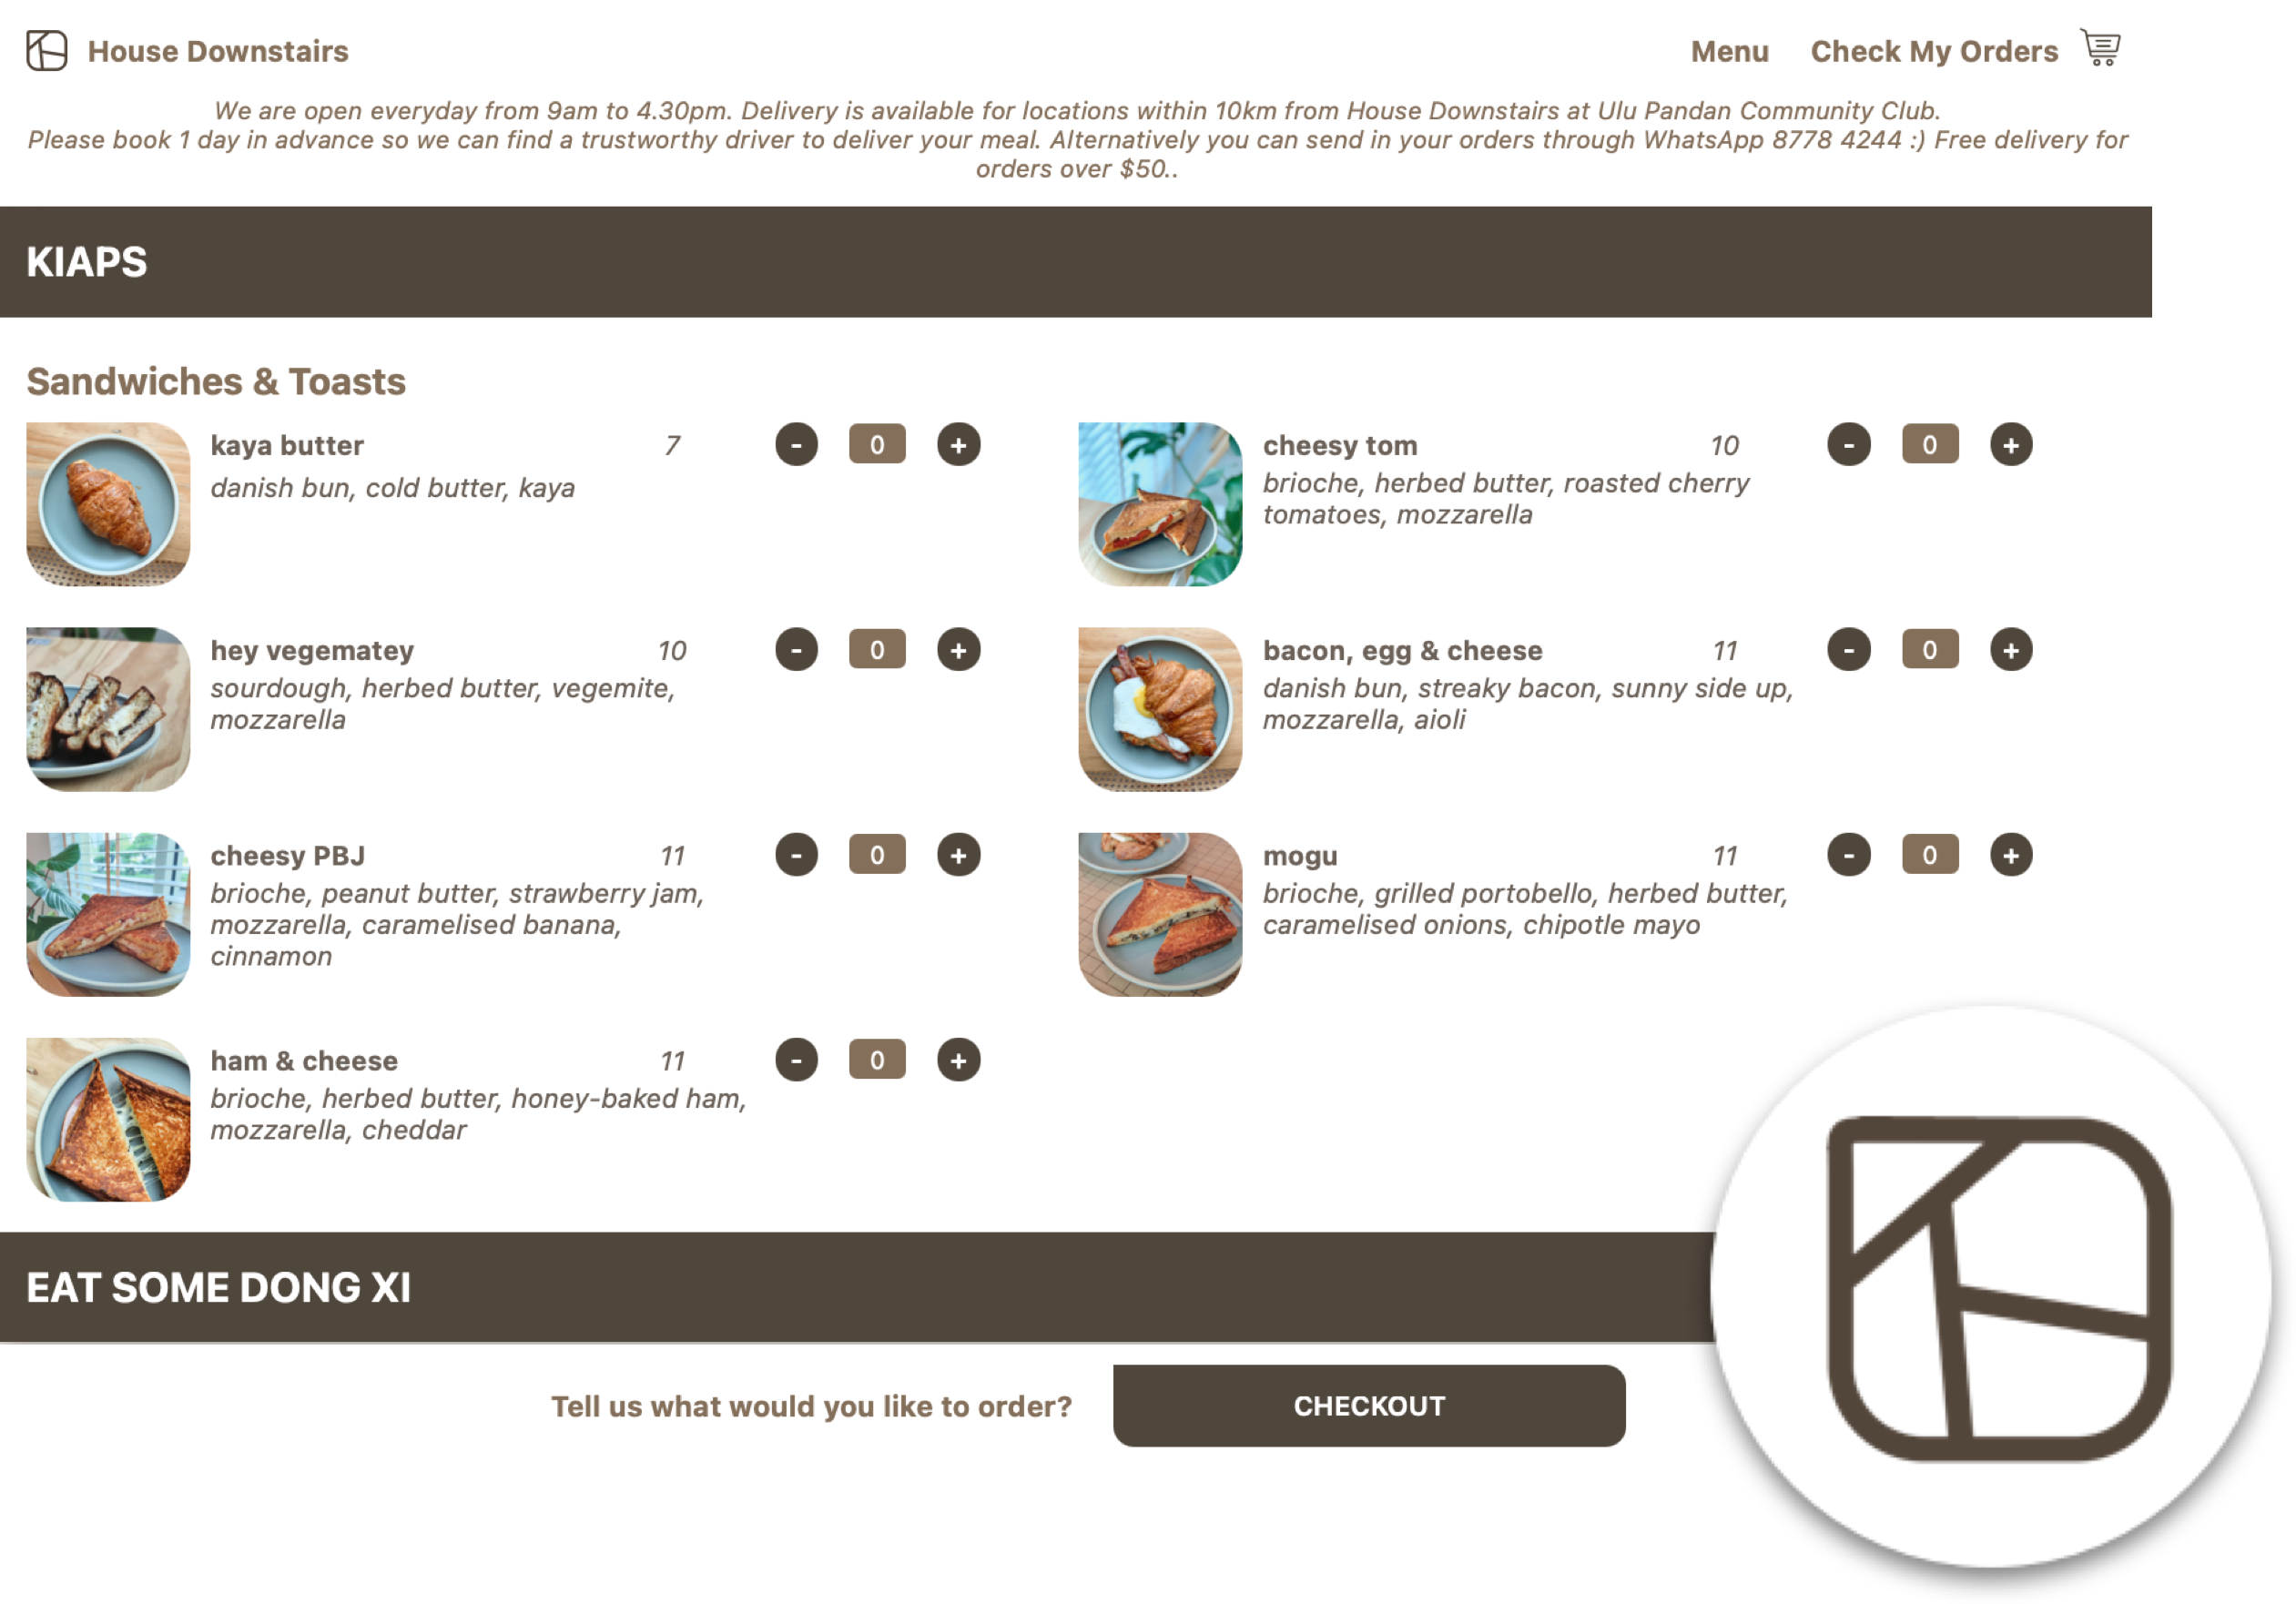 House Downstairs
Menu
Check My Orders
We are open everyday from 9am to 4.30pm. Delivery is available for locations within 10km from House Downstairs at Ulu Pandan Community Club.
Please book 1 day in advance so we can find a trustworthy driver to deliver your meal. Alternatively you can send in your orders through WhatsApp 8778 4244 :) Free delivery for
orders over $50..
KIAPS
Sandwiches & Toasts
kaya butter 7 - 0 +
danish bun, cold butter, kaya
cheesy tom 10 - 0 +
brioche, herbed butter, roasted cherry
tomatoes, mozzarella
hey vegematey 10 - 0 +
sourdough, herbed butter, vegemite,
mozzarella
bacon, egg & cheese 11 - 0 +
danish bun, streaky bacon, sunny side up,
mozzarella, aioli
cheesy PBJ 11 - 0 +
brioche, peanut butter, strawberry jam,
mozzarella, caramelised banana,
cinnamon
mogu 11 - 0 +
brioche, grilled portobello, herbed butter,
caramelised onions, chipotle mayo
ham & cheese 11 - 0 +
brioche, herbed butter, honey-baked ham,
mozzarella, cheddar
EAT SOME DONG XI
Tell us what would you like to order?
CHECKOUT